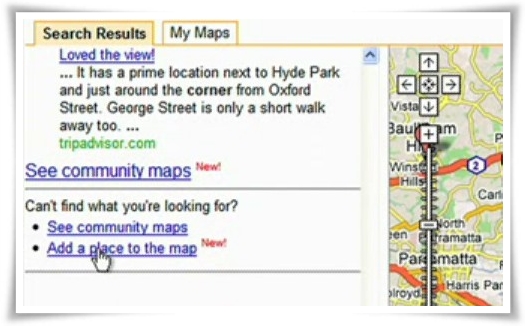 Search Results
My Maps
Loved the view!
... It has a prime location next to Hyde Park
and just around the corner from Oxford
Street. George Street is only a short walk
away too. ...
tripadvisor.com
See community maps New!
Can't find what you're looking for?
• See community maps
• Add a place to the map New!
Vista
Hills
2
Carli
North
Parramatta
Parramatta
Harris Par
olroyd